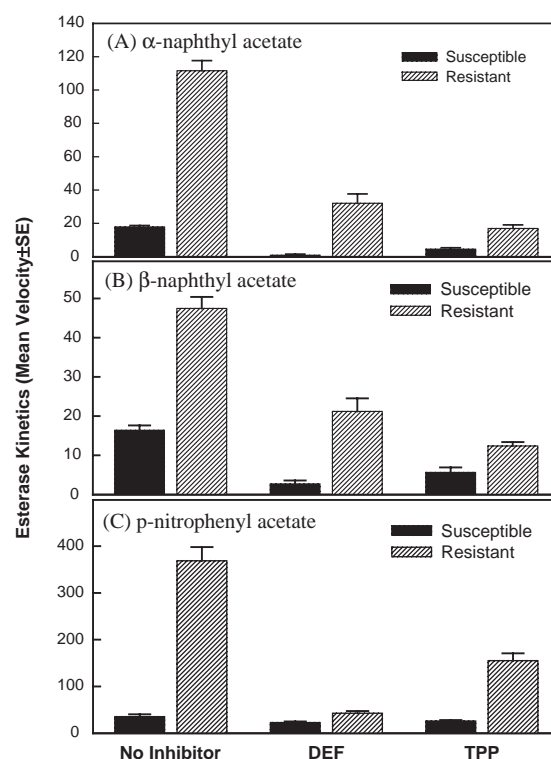 Esterase Kinetics (Mean Velocity±SE)
(A) α-naphthyl acetate
Susceptible
Resistant
140
120
100
80
60
40
20
0
(B) β-naphthyl acetate
Susceptible
Resistant
50
40
30
20
10
0
(C) p-nitrophenyl acetate
Susceptible
Resistant
400
300
200
100
0
No Inhibitor DEF TPP